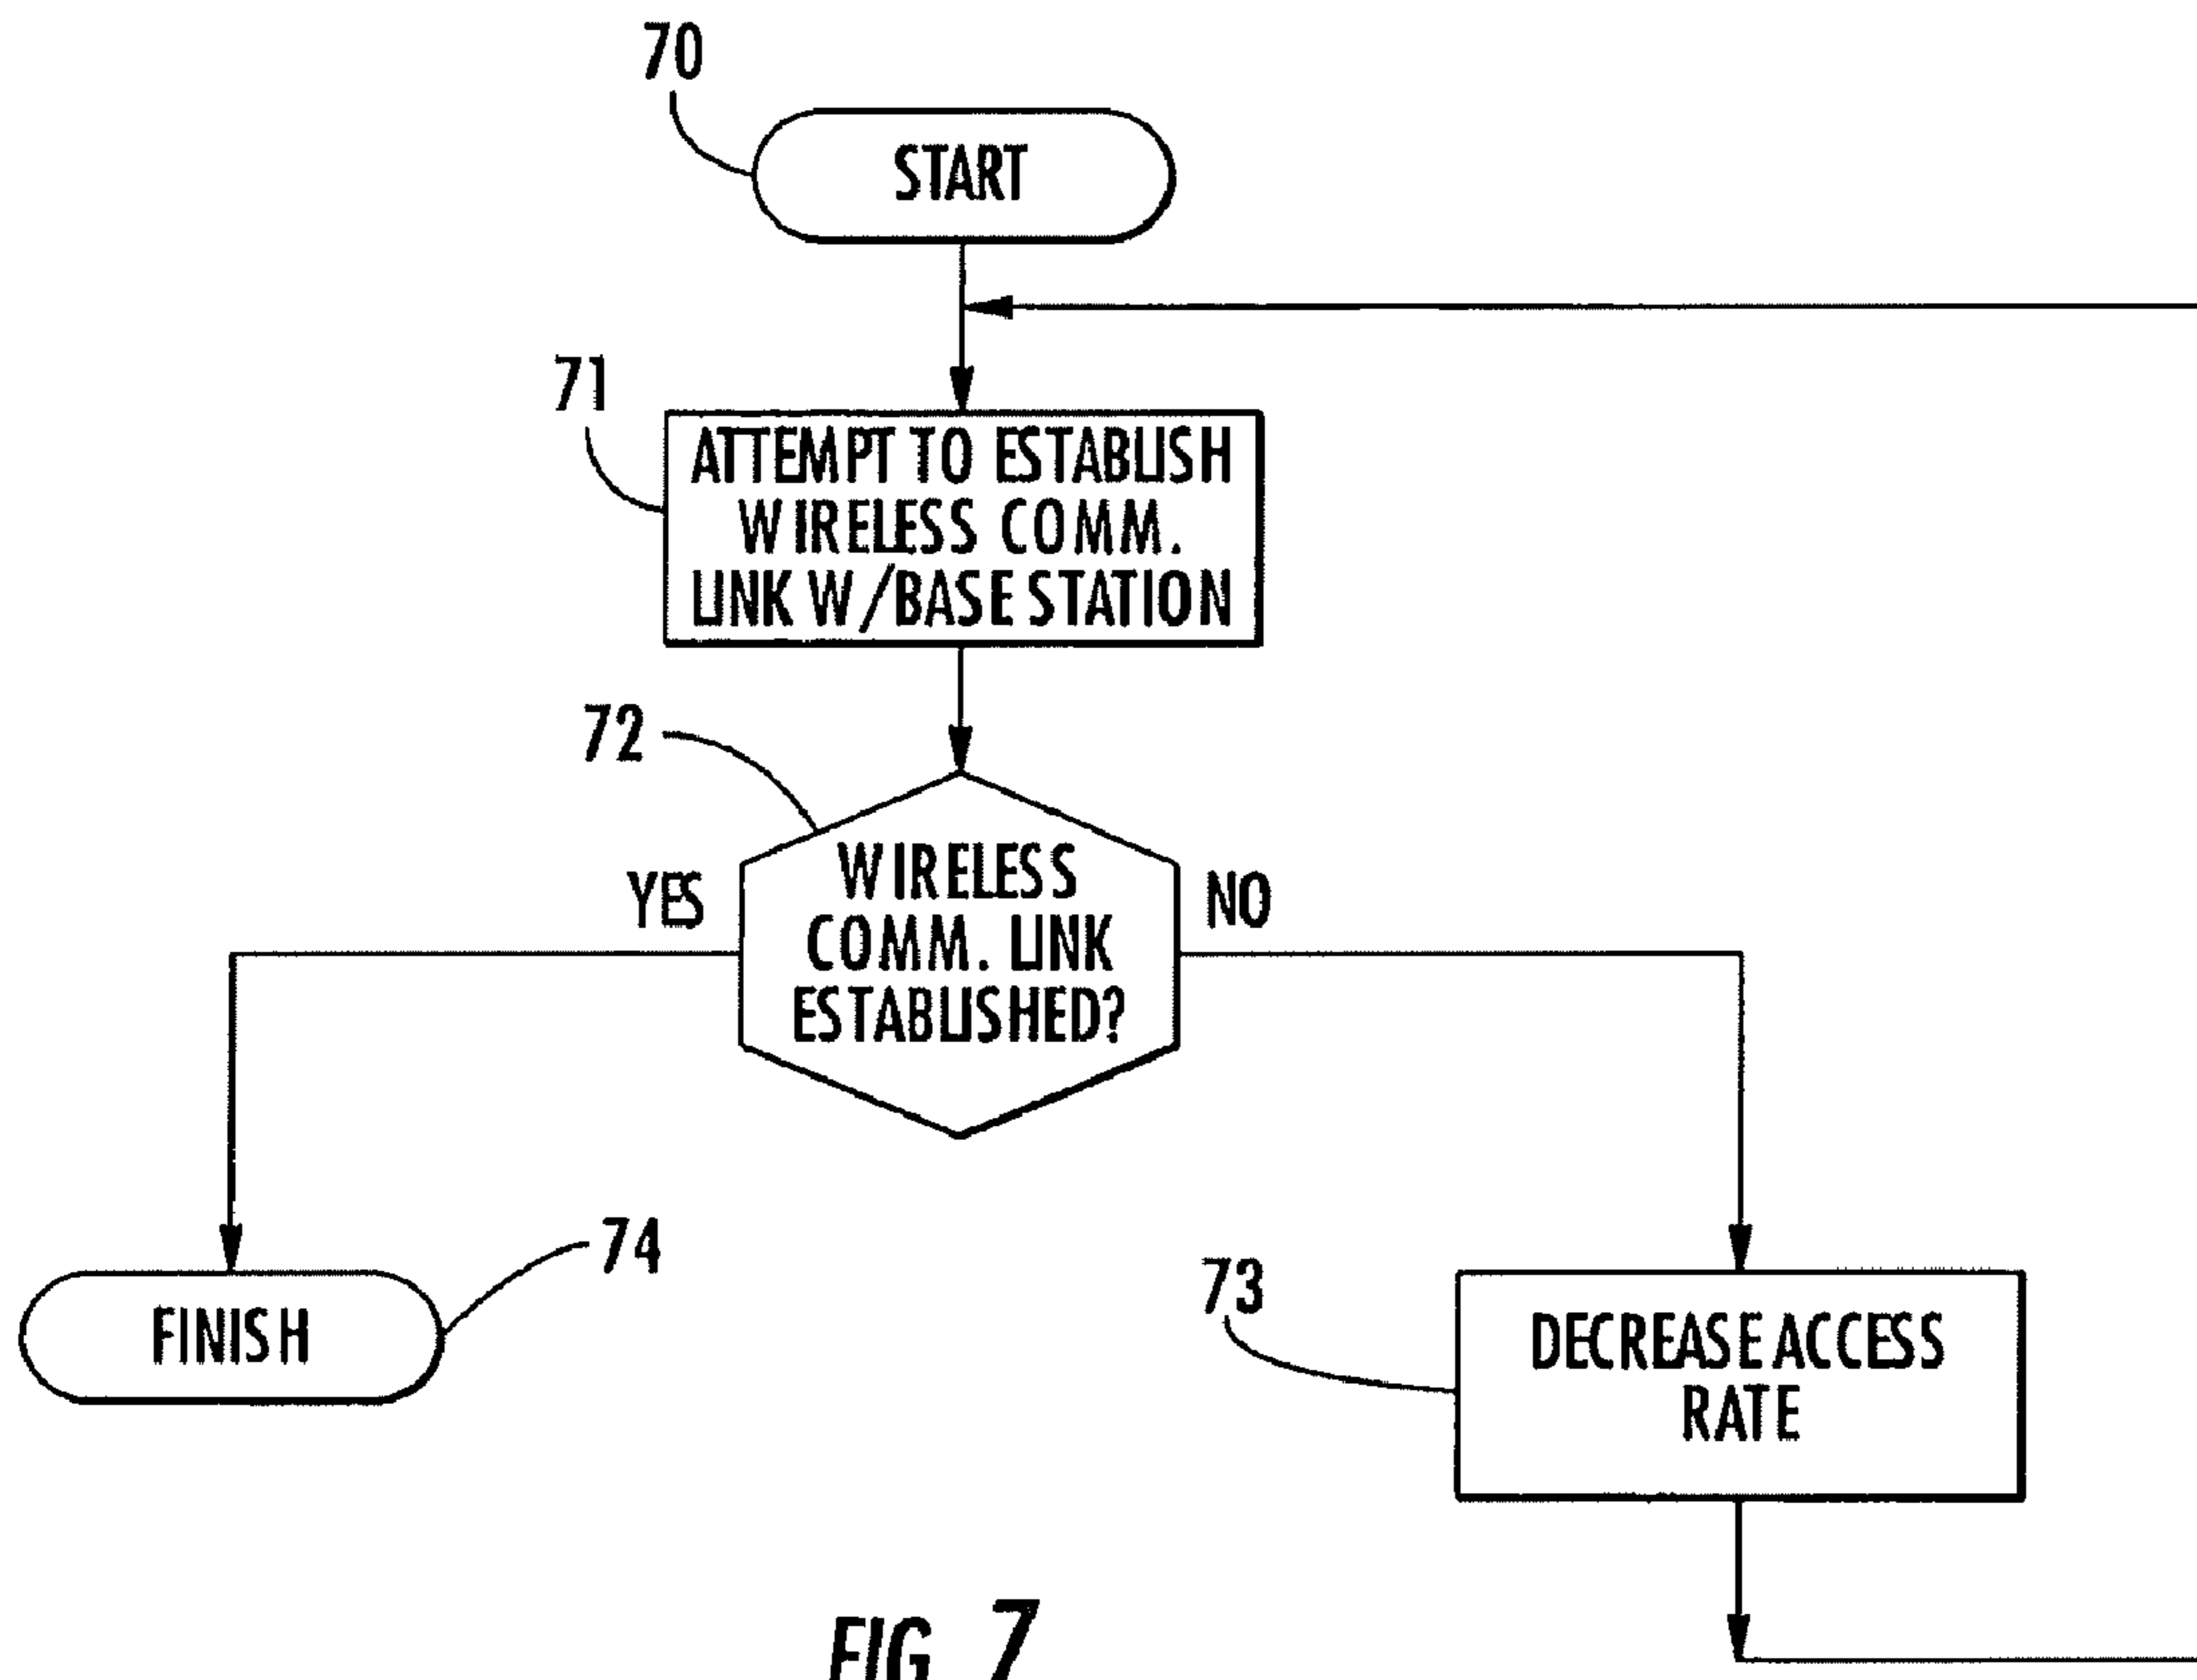 70
START
71
ATTEMPT TO ESTABLISH
WIRELESS COMM.
LINK W/BASE STATION
72
YES
WIRELESS
COMM. LINK
ESTABLISHED?
NO
74
FINISH
73
DECREASE ACCESS
RATE
FIG 7